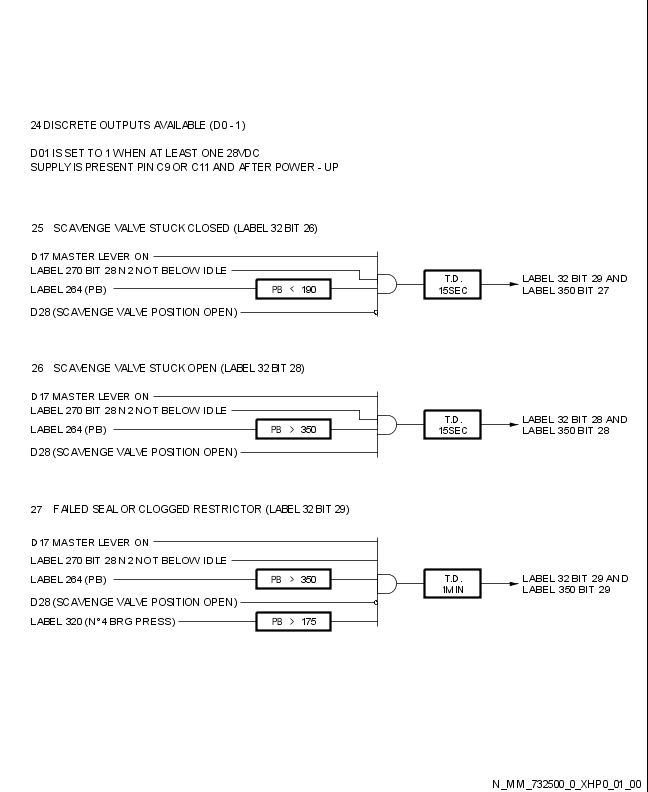 24 DISCRETE OUTPUTS AVAILABLE (D0 - 1)
D01 IS SET TO 1 WHEN AT LEAST ONE 28VDC
SUPPLY IS PRESENT PIN C9 OR C11 AND AFTER POWER - UP
25 SCAVENGE VALVE STUCK CLOSED (LABEL 32 BIT 26)
D17 MASTER LEVER ON
LABEL 270 BIT 28 N2 NOT BELOW IDLE
LABEL 264 (PB)
PB < 190
D28 (SCAVENGE VALVE POSITION OPEN)
T.D.
15SEC
LABEL 32 BIT 29 AND
LABEL 350 BIT 27
26 SCAVENGE VALVE STUCK OPEN (LABEL 32 BIT 28)
D17 MASTER LEVER ON
LABEL 270 BIT 28 N2 NOT BELOW IDLE
LABEL 264 (PB)
PB > 350
D28 (SCAVENGE VALVE POSITION OPEN)
T.D.
15SEC
LABEL 32 BIT 28 AND
LABEL 350 BIT 28
27 FAILED SEAL OR CLOGGED RESTRICTOR (LABEL 32 BIT 29)
D17 MASTER LEVER ON
LABEL 270 BIT 28 N2 NOT BELOW IDLE
LABEL 264 (PB)
PB > 350
D28 (SCAVENGE VALVE POSITION OPEN)
LABEL 320 (N°4 BRG PRESS)
PB > 175
T.D.
1MIN
LABEL 32 BIT 29 AND
LABEL 350 BIT 29
N_MM_732500_0_XHP0_01_00